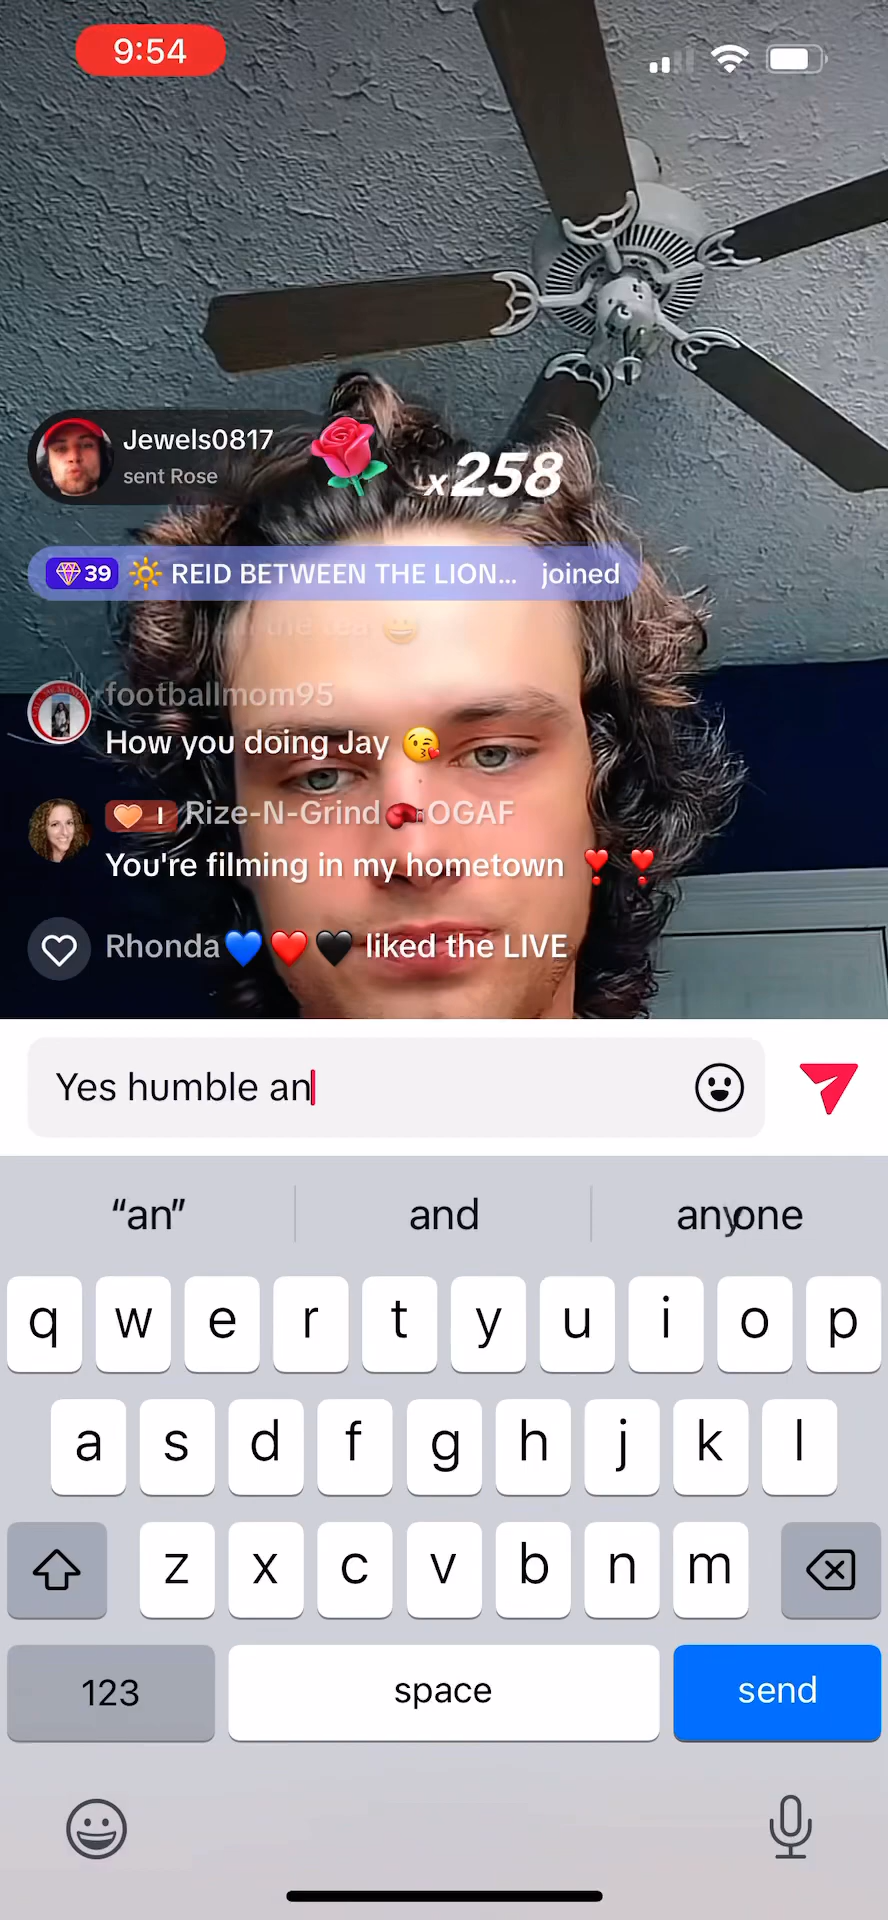 9:54
Jewels0817
sent Rose
x258
39 REID BETWEEN THE LION... joined
footballmom95
How you doing Jay 😘
I Rize-N-Grind OGAF
You're filming in my hometown ❣️ ❣️
Rhonda💙❤️🖤 liked the LIVE
Yes humble an
“an” and anyone
q w e r t y u i o p
a s d f g h j k l
z x c v b n m
123 space send